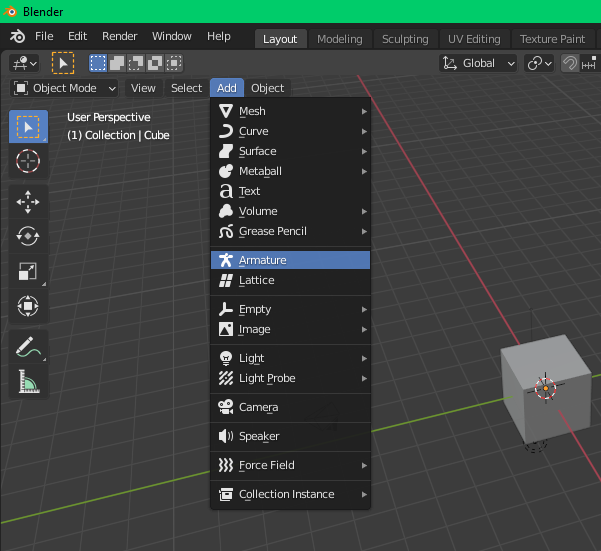 Blender
File Edit Render Window Help Layout Modeling Sculpting UV Editing Texture Paint
Global
Object Mode View Select Add Object
User Perspective
(1) Collection | Cube
Mesh
Curve
Surface
Metaball
Text
Volume
Grease Pencil
Armature
Lattice
Empty
Image
Light
Light Probe
Camera
Speaker
Force Field
Collection Instance